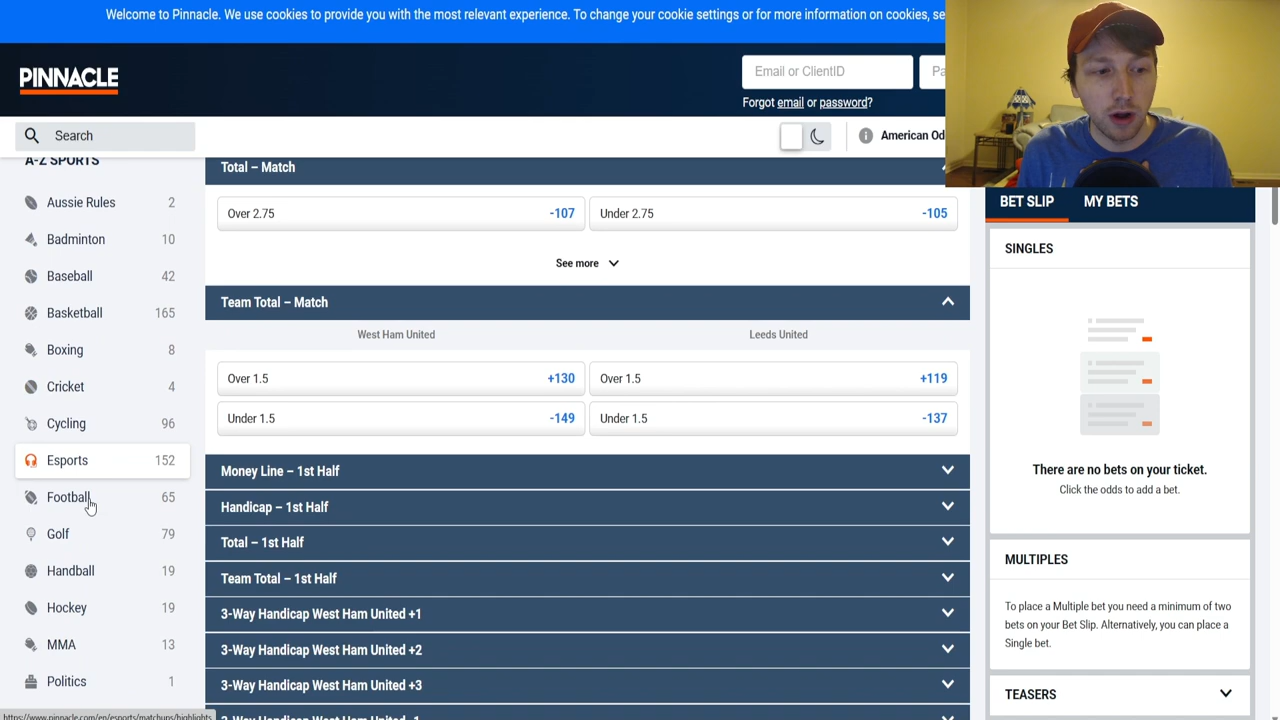 Welcome to Pinnacle. We use cookies to provide you with the most relevant experience. To change your cookie settings or for more information on cookies, se
PINNACLE
Email or ClientID
Pa
Forgot email or password?
Search
American Od
A-Z SPORTS
Aussie Rules 2
Badminton 10
Baseball 42
Basketball 165
Boxing 8
Cricket 4
Cycling 96
Esports 152
Football 65
Golf 79
Handball 19
Hockey 19
MMA 13
Politics 1
https://www.pinnacle.com/en/esports/matchups/highlights
Total – Match
Over 2.75 -107
Under 2.75 -105
See more
Team Total – Match
West Ham United
Leeds United
Over 1.5 +130
Over 1.5 +119
Under 1.5 -149
Under 1.5 -137
Money Line – 1st Half
Handicap – 1st Half
Total – 1st Half
Team Total – 1st Half
3-Way Handicap West Ham United +1
3-Way Handicap West Ham United +2
3-Way Handicap West Ham United +3
BET SLIP
MY BETS
SINGLES
There are no bets on your ticket.
Click the odds to add a bet.
MULTIPLES
To place a Multiple bet you need a minimum of two
bets on your Bet Slip. Alternatively, you can place a
Single bet.
TEASERS